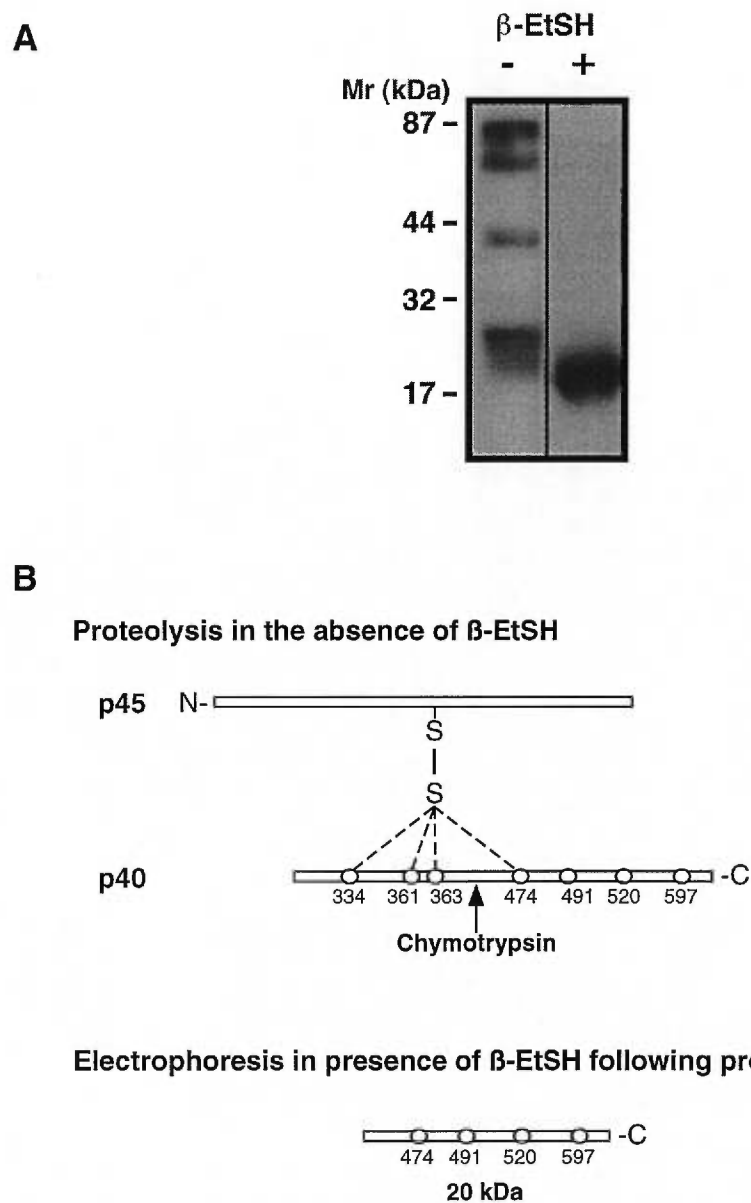 A
β-EtSH
- +
Mr (kDa)
87 –
44 –
32 –
17 –
B
Proteolysis in the absence of ß-EtSH
p45 N-
S
S
p40 -C
334 361 363 474 491 520 597
Chymotrypsin
Electrophoresis in presence of ß-EtSH following
-C
474 491 520 597
20 kDa